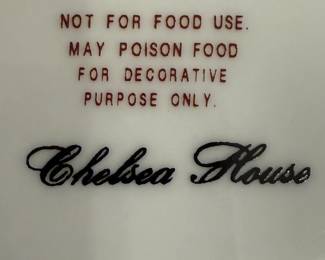 NOT FOR FOOD USE.
MAY POISON FOOD
FOR DECORATIVE
PURPOSE ONLY.
Chelsea House